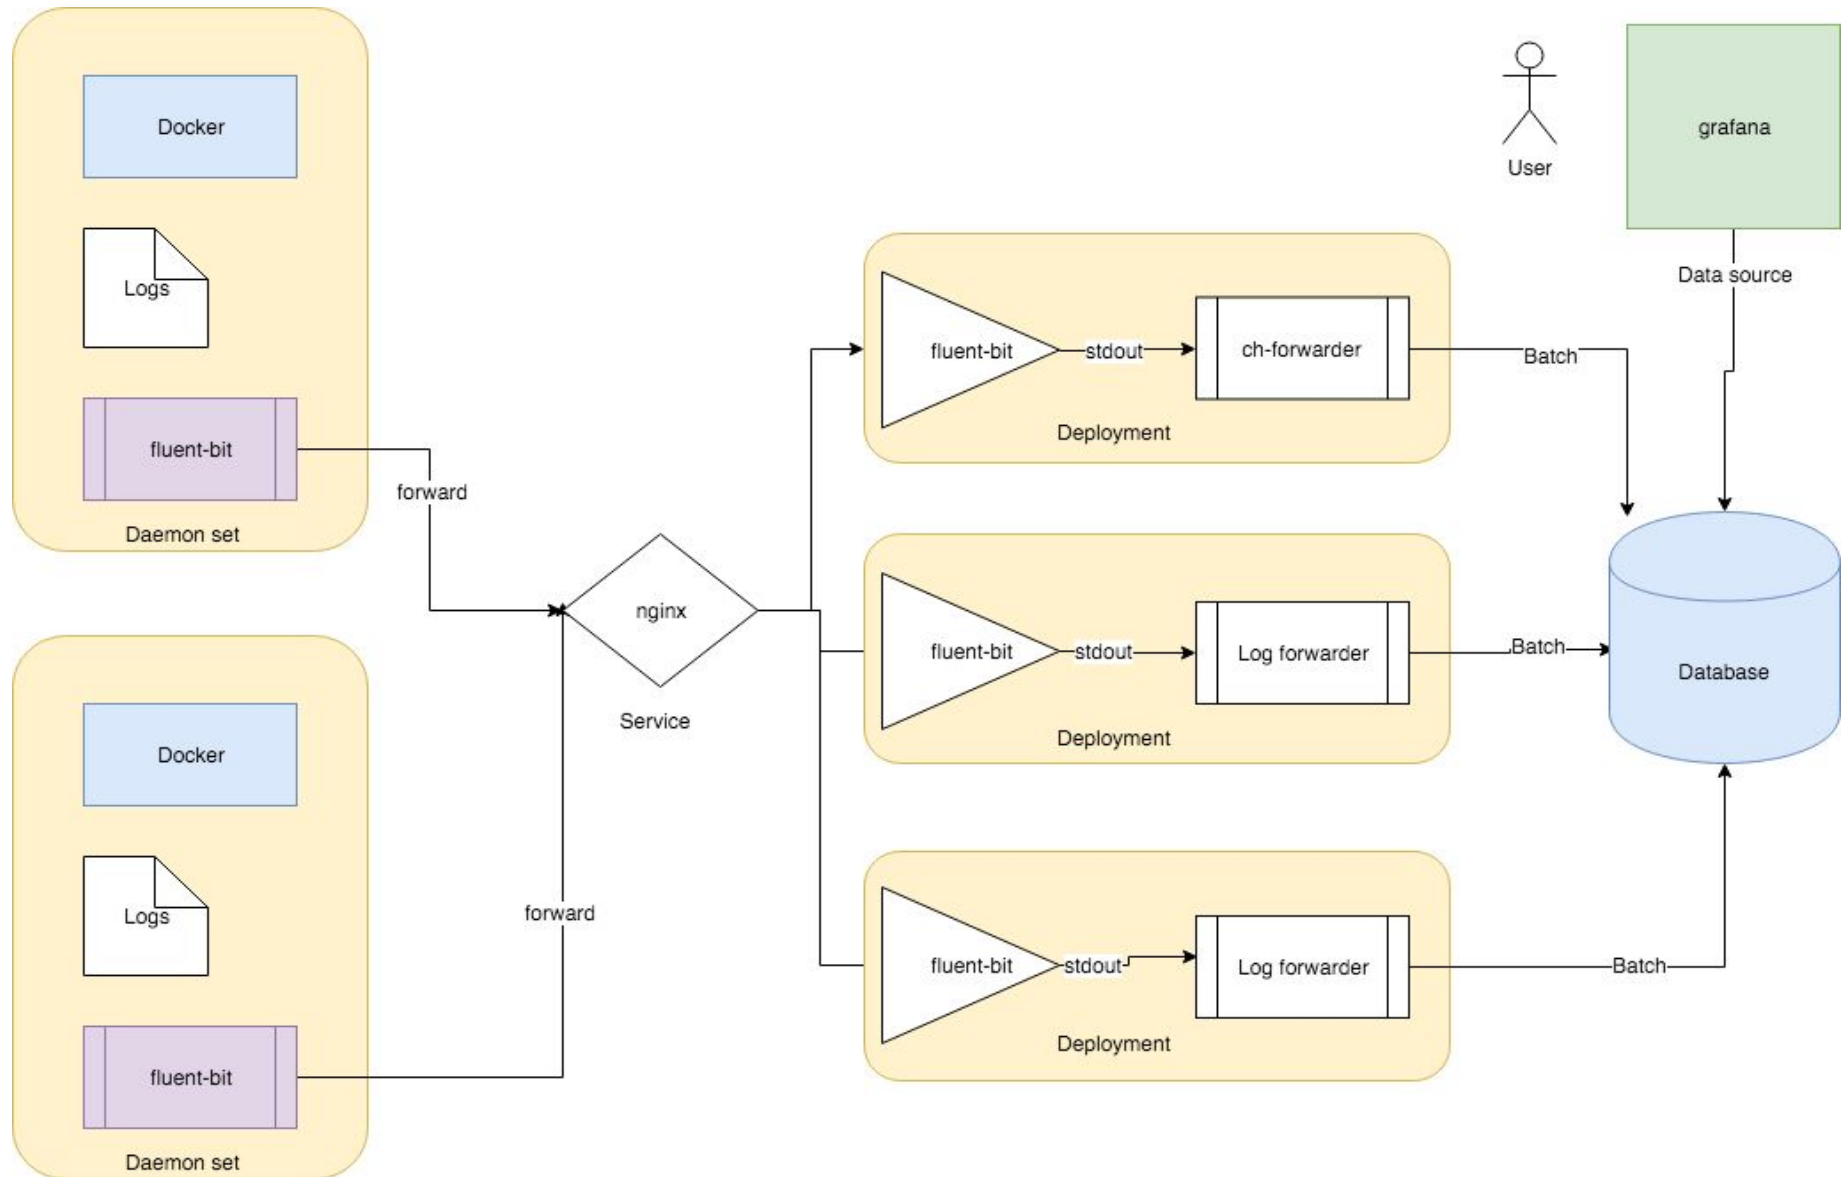 Docker
Logs
fluent-bit
Daemon set
forward
Docker
Logs
fluent-bit
Daemon set
forward
nginx
Service
fluent-bit
stdout
ch-forwarder
Deployment
Batch
fluent-bit
stdout
Log forwarder
Deployment
Batch
fluent-bit
stdout
Log forwarder
Deployment
Batch
User
grafana
Data source
Database